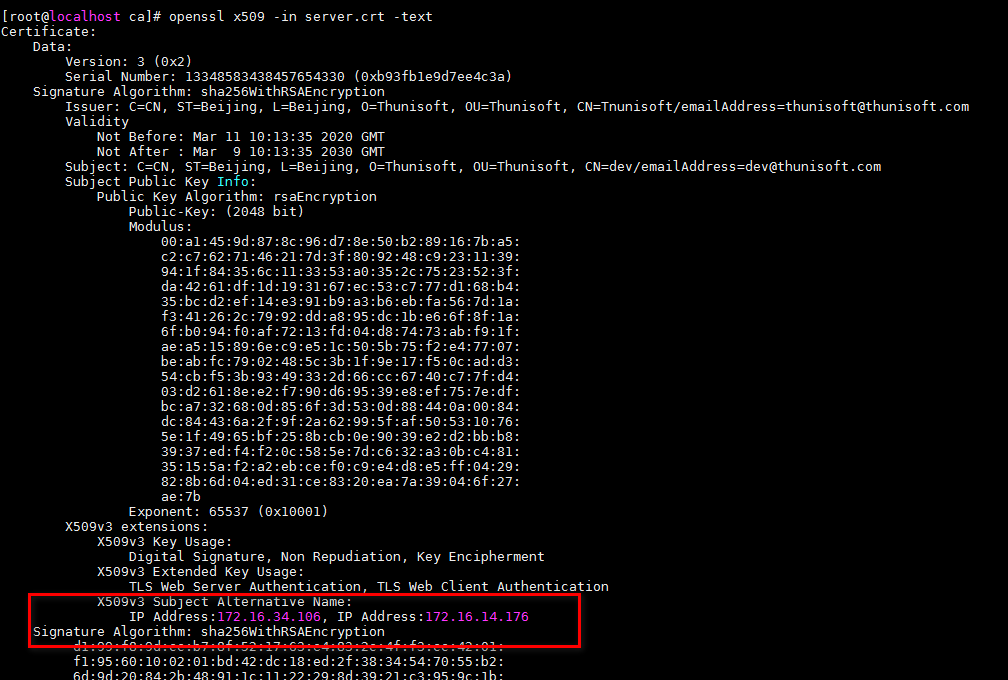 [root@localhost ca]# openssl x509 -in server.crt -text
Certificate:
Data:
Version: 3 (0x2)
Serial Number: 13348583438457654330 (0xb93fb1e9d7ee4c3a)
Signature Algorithm: sha256WithRSAEncryption
Issuer: C=CN, ST=Beijing, L=Beijing, O=Thunisoft, OU=Thunisoft, CN=Tnunisoft/emailAddress=thunisoft@thunisoft.com
Validity
Not Before: Mar 11 10:13:35 2020 GMT
Not After : Mar  9 10:13:35 2030 GMT
Subject: C=CN, ST=Beijing, L=Beijing, O=Thunisoft, OU=Thunisoft, CN=dev/emailAddress=dev@thunisoft.com
Subject Public Key Info:
Public Key Algorithm: rsaEncryption
Public-Key: (2048 bit)
Modulus:
00:a1:45:9d:87:8c:96:d7:8e:50:b2:89:16:7b:a5:
c2:c7:62:71:46:21:7d:3f:80:92:48:c9:23:11:39:
94:1f:84:35:6c:11:33:53:a0:35:2c:75:23:52:3f:
da:42:61:df:1d:19:31:67:ec:53:c7:77:d1:68:b4:
35:bc:d2:ef:14:e3:91:b9:a3:b6:eb:fa:56:7d:1a:
f3:41:26:2c:79:92:dd:a8:95:dc:1b:e6:6f:8f:1a:
6f:b0:94:f0:af:72:13:fd:04:d8:74:73:ab:f9:1f:
ae:a5:15:89:6e:c9:e5:1c:50:5b:75:f2:e4:77:07:
be:ab:fc:79:02:48:5c:3b:1f:9e:17:f5:0c:ad:d3:
54:cb:f5:3b:93:49:33:2d:66:cc:67:40:c7:7f:d4:
03:d2:61:8e:e2:f7:90:d6:95:39:e8:ef:75:7e:df:
bc:a7:32:68:0d:85:6f:3d:53:0d:88:44:0a:00:84:
dc:84:43:6a:2f:9f:2a:62:99:5f:af:50:53:10:76:
5e:1f:49:65:bf:25:8b:cb:0e:90:39:e2:d2:bb:b8:
39:37:ed:f4:f2:0c:58:5e:7d:c6:32:a3:0b:c4:81:
35:15:5a:f2:a2:eb:ce:f0:c9:e4:d8:e5:ff:04:29:
82:8b:6d:04:ed:31:ce:83:20:ea:7a:39:04:6f:27:
ae:7b
Exponent: 65537 (0x10001)
X509v3 extensions:
X509v3 Key Usage:
Digital Signature, Non Repudiation, Key Encipherment
X509v3 Extended Key Usage:
TLS Web Server Authentication, TLS Web Client Authentication
X509v3 Subject Alternative Name:
IP Address:172.16.34.106, IP Address:172.16.14.176
Signature Algorithm: sha256WithRSAEncryption
f1:95:60:10:02:01:bd:42:dc:18:ed:2f:38:34:54:70:55:b2:
6d:9d:20:84:2b:48:91:1c:11:22:29:8d:39:21:c3:95:9c:1b: